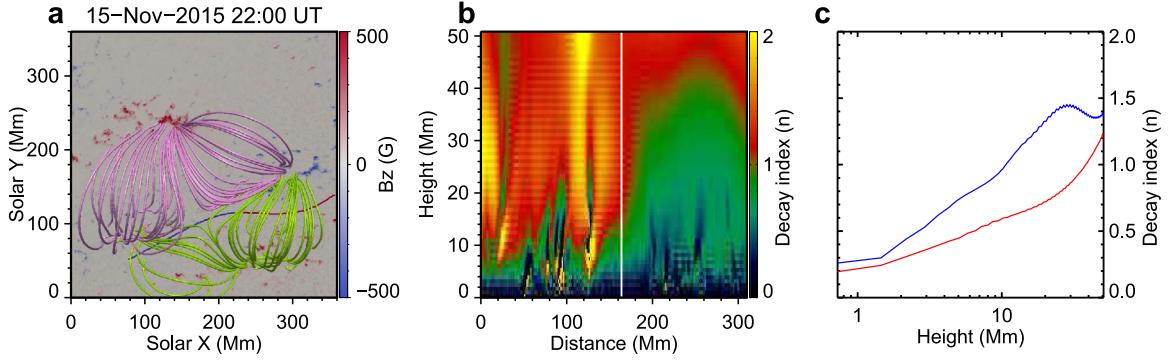 a 15-Nov-2015 22:00 UT
300
200
100
0
Solar Y (Mm)
0 100 200 300
Solar X (Mm)
500
0
−500
Bz (G)
b
50
40
30
20
10
0
Height (Mm)
0 100 200 300
Distance (Mm)
2
1
0
Decay index (n)
c
2.0
1.5
1.0
0.5
0.0
Decay index (n)
1 10
Height (Mm)